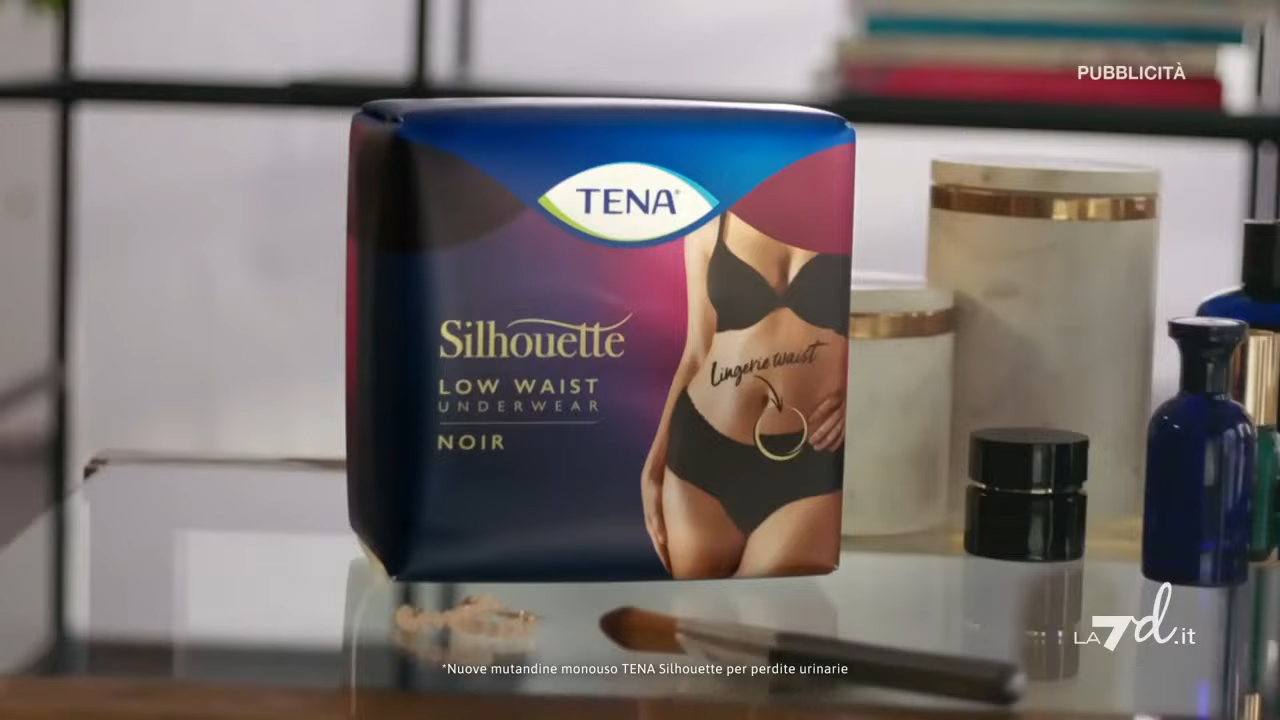 PUBBLICITÀ
TENA®
Silhouette
LOW WAIST
UNDERWEAR
NOIR
Lingerie waist
LA7d.it
*Nuove mutandine monouso TENA Silhouette per perdite urinarie